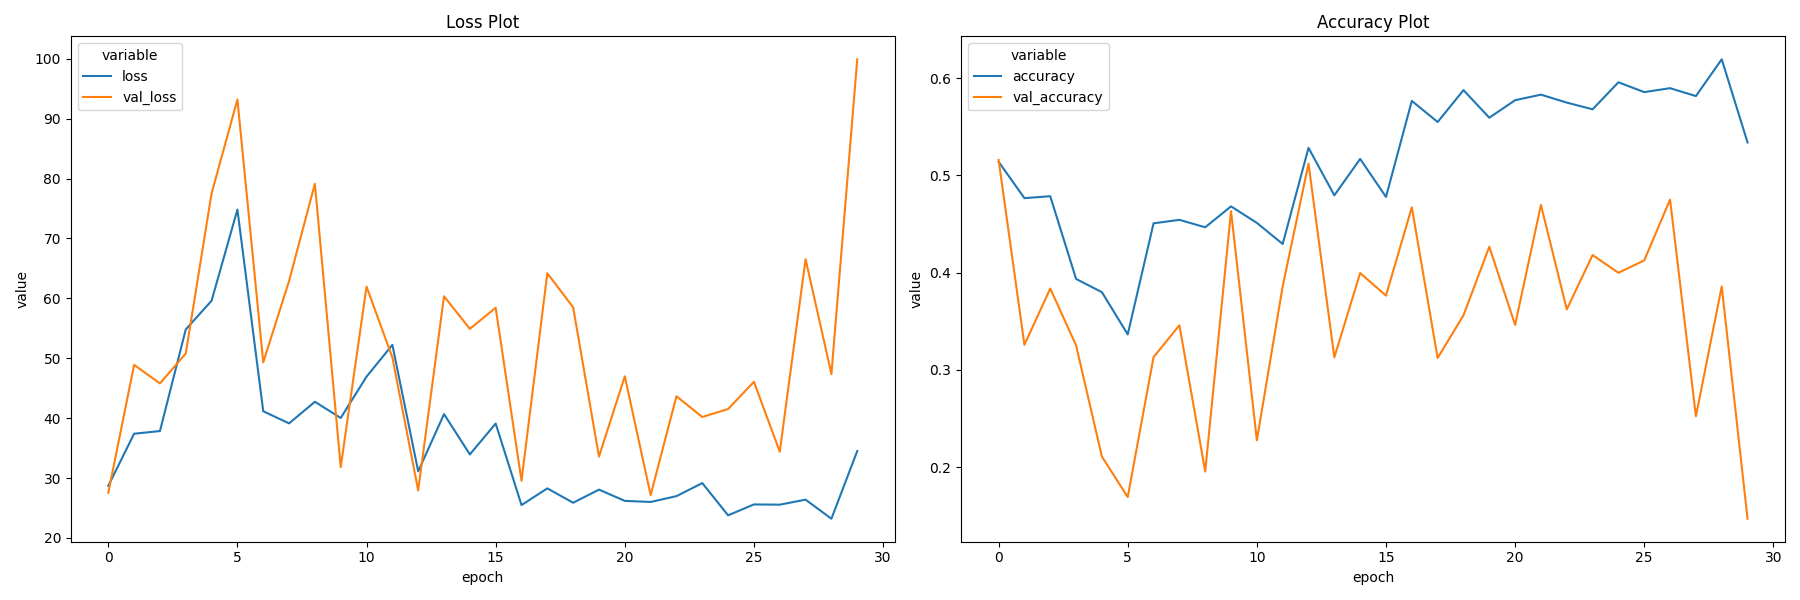 Loss Plot
variable
loss
val_loss
value
100
90
80
70
60
50
40
30
20
0 5 10 15 20 25 30
epoch
Accuracy Plot
variable
accuracy
val_accuracy
value
0.6
0.5
0.4
0.3
0.2
0 5 10 15 20 25 30
epoch